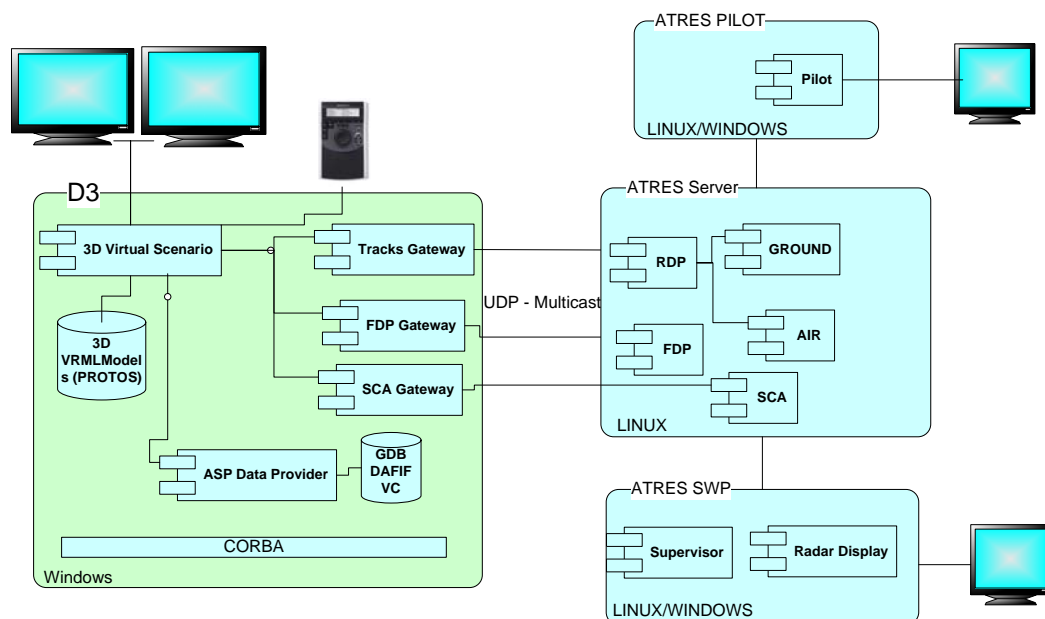 ATRES PILOT
Pilot
LINUX/WINDOWS
D3
3D Virtual Scenario
Tracks Gateway
FDP Gateway
SCA Gateway
3D
VRMLModel
s (PROTOS)
ASP Data Provider
GDB
DAFIF
VC
CORBA
Windows
UDP - Multicast
ATRES Server
RDP
GROUND
FDP
AIR
SCA
LINUX
ATRES SWP
Supervisor
Radar Display
LINUX/WINDOWS